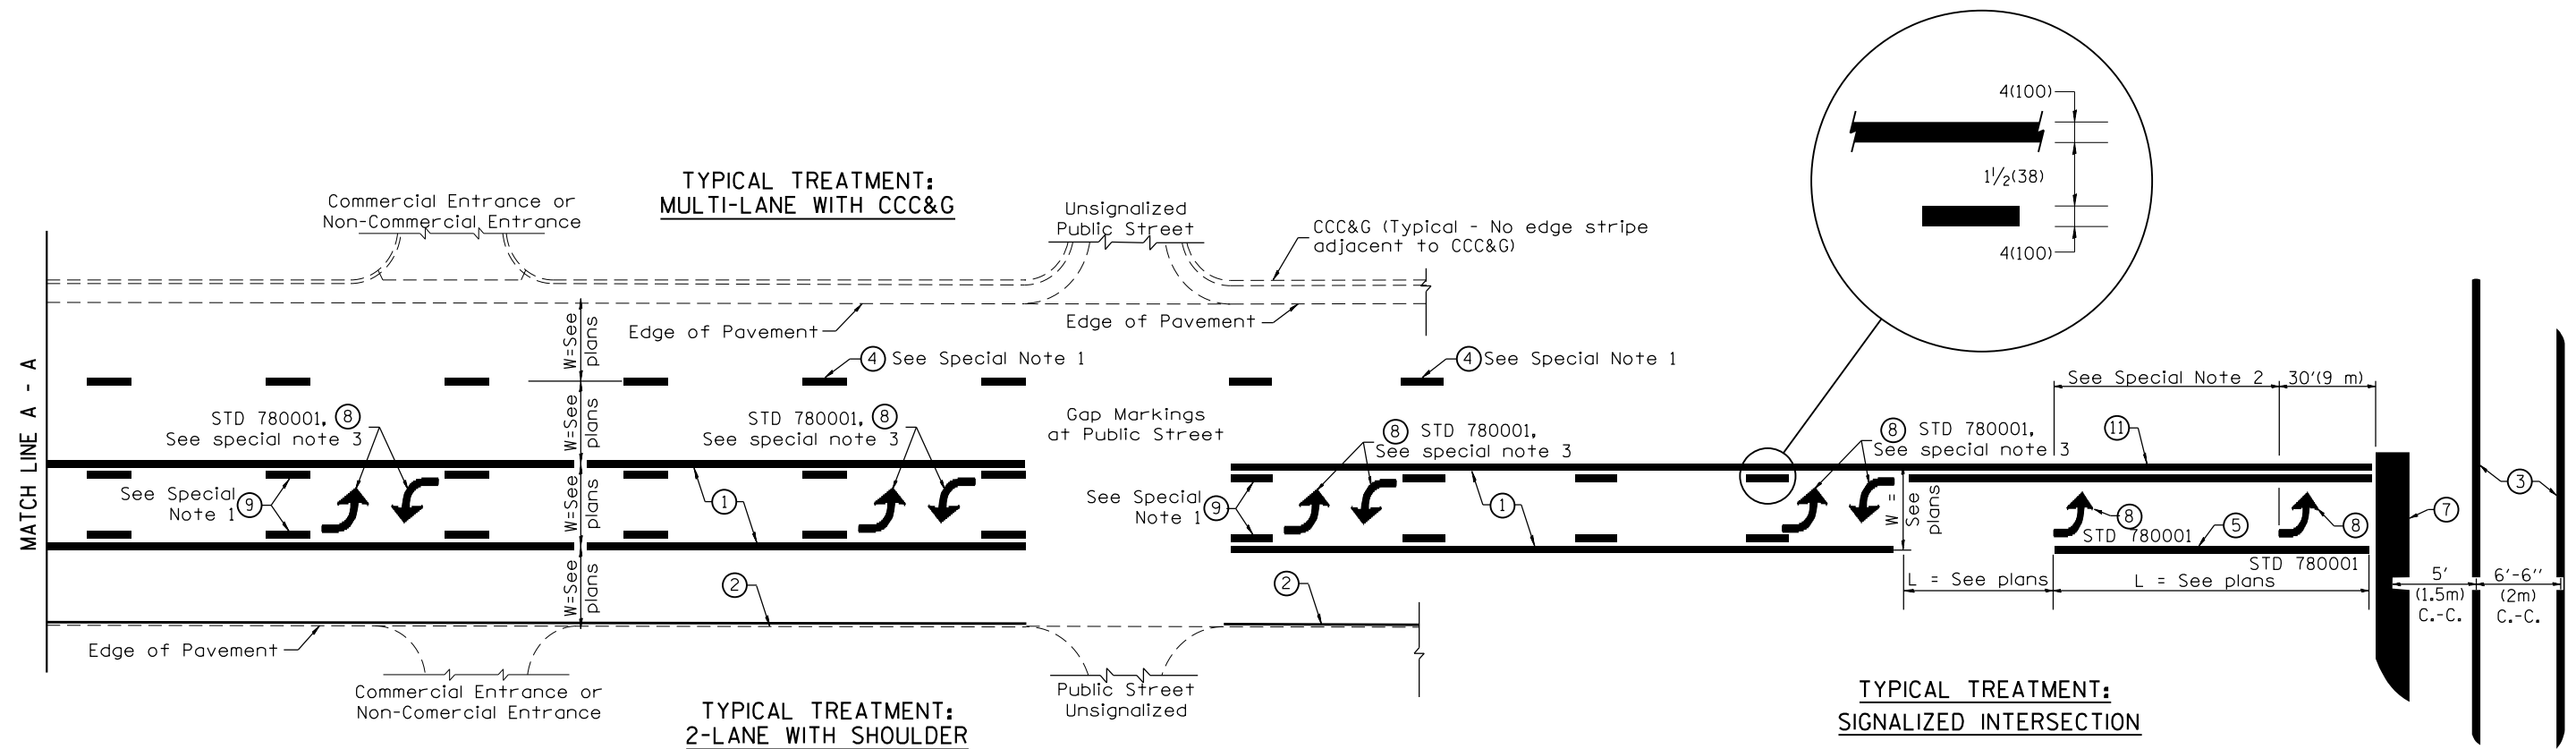 TYPICAL TREATMENT:
MULTI-LANE WITH CCC&G
Commercial Entrance or
Non-Commercial Entrance
Unsignalized
Public Street
CCC&G (Typical - No edge stripe
adjacent to CCC&G)
4(100)
1 1/2(38)
4(100)
Edge of Pavement
Edge of Pavement
MATCH LINE A - A
W=See
plans
W=See
plans
W=See
plans
W=See
plans
4 See Special Note 1
4 See Special Note 1
STD 780001, 8
See special note 3
STD 780001, 8
See special note 3
Gap Markings
at Public Street
8 STD 780001,
See special note 3
8 STD 780001,
See special note 3
See Special Note 2
30'(9 m)
11
See Special
Note 1
9
1
See Special
Note 1
9
1
W =
See
plans
8
STD 780001
5
8
STD 780001
3
7
2
2
L = See plans
L = See plans
5'
(1.5m)
C.-C.
6'-6''
(2m)
C.-C.
Edge of Pavement
Commercial Entrance or
Non-Comercial Entrance
Public Street
Unsignalized
TYPICAL TREATMENT:
2-LANE WITH SHOULDER
TYPICAL TREATMENT:
SIGNALIZED INTERSECTION